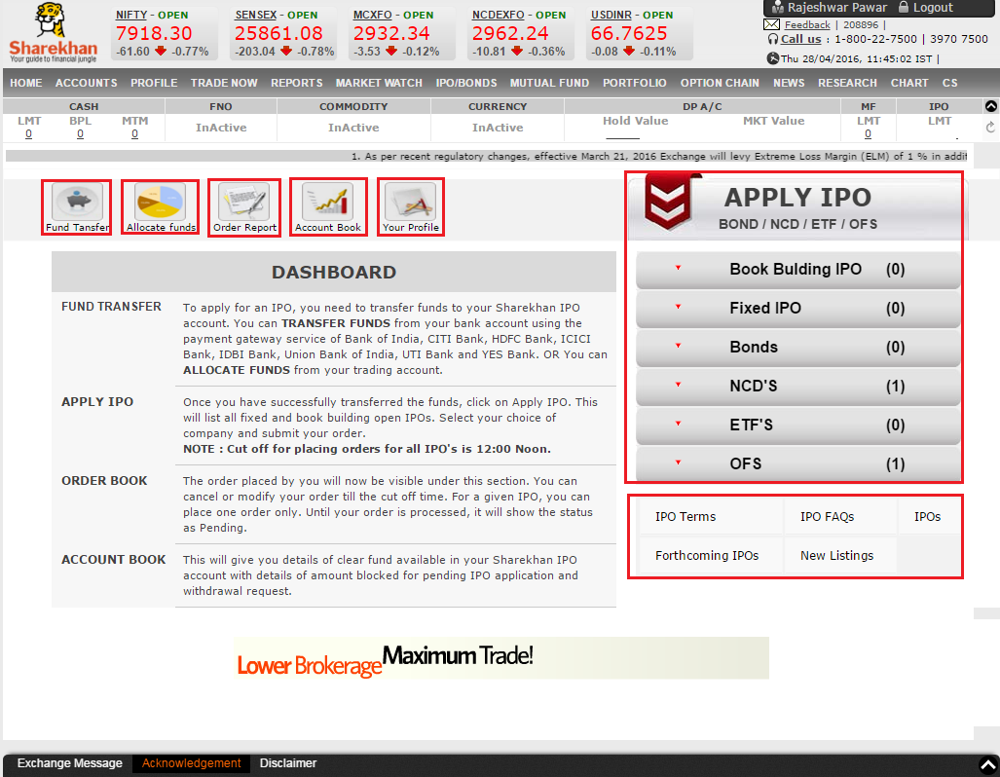 Sharekhan
Your guide to financial jungle
NIFTY - OPEN
7918.30
-61.60 -0.77%
SENSEX - OPEN
25861.08
-203.04 -0.78%
MCXFO - OPEN
2932.34
-3.53 -0.12%
NCDEXFO - OPEN
2962.24
-10.81 -0.36%
USDINR - OPEN
66.7625
-0.08 -0.11%
Rajeshwar Pawar Logout
Feedback | 208896 |
Call us : 1-800-22-7500 | 3970 7500
Thu 28/04/2016, 11:45:02 IST |
HOME ACCOUNTS PROFILE TRADE NOW REPORTS MARKET WATCH IPO/BONDS MUTUAL FUND PORTFOLIO OPTION CHAIN NEWS RESEARCH CHART CS
CASH FNO COMMODITY CURRENCY DP A/C MF IPO
LMT BPL MTM InActive InActive InActive Hold Value MKT Value LMT LMT
0 0 0 0
1. As per recent regulatory changes, effective March 21, 2016 Exchange will levy Extreme Loss Margin (ELM) of 1 % in addit
Fund Tansfer Allocate funds Order Report Account Book Your Profile
APPLY IPO
BOND / NCD / ETF / OFS
Book Bulding IPO (0)
Fixed IPO (0)
Bonds (0)
NCD'S (1)
ETF'S (0)
OFS (1)
IPO Terms IPO FAQs IPOs
Forthcoming IPOs New Listings
DASHBOARD
FUND TRANSFER
To apply for an IPO, you need to transfer funds to your Sharekhan IPO
account. You can TRANSFER FUNDS from your bank account using the
payment gateway service of Bank of India, CITI Bank, HDFC Bank, ICICI
Bank, IDBI Bank, Union Bank of India, UTI Bank and YES Bank. OR You can
ALLOCATE FUNDS from your trading account.
APPLY IPO
Once you have successfully transferred the funds, click on Apply IPO. This
will list all fixed and book building open IPOs. Select your choice of
company and submit your order.
NOTE : Cut off for placing orders for all IPO's is 12:00 Noon.
ORDER BOOK
The order placed by you will now be visible under this section. You can
cancel or modify your order till the cut off time. For a given IPO, you can
place one order only. Until your order is processed, it will show the status
as Pending.
ACCOUNT BOOK
This will give you details of clear fund available in your Sharekhan IPO
account with details of amount blocked for pending IPO application and
withdrawal request.
Lower Brokerage Maximum Trade!
Exchange Message Acknowledgement Disclaimer